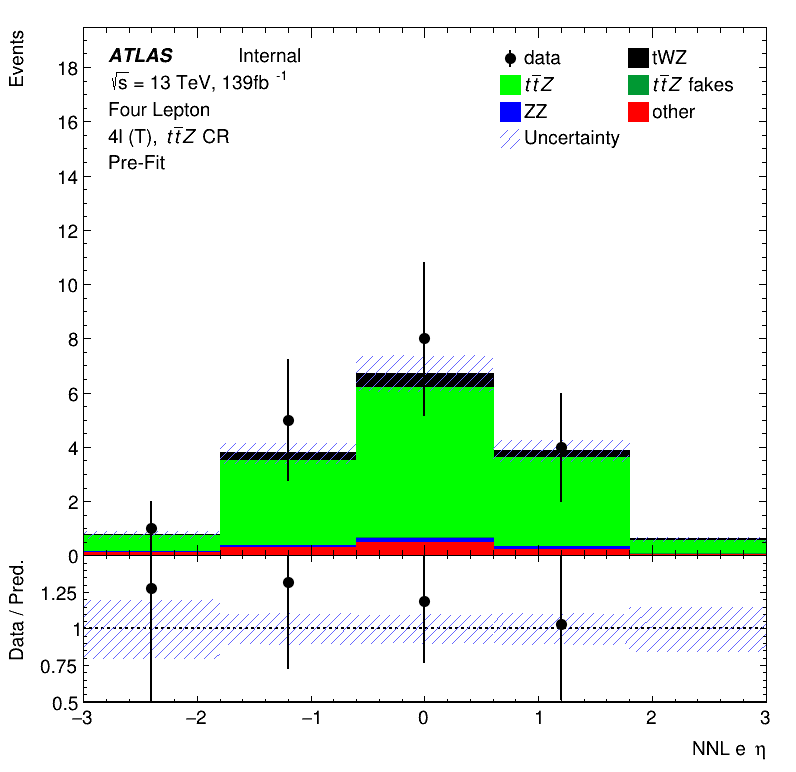 Events
ATLAS Internal
√s = 13 TeV, 139fb⁻¹
Four Lepton
4l (T), tt̅Z CR
Pre-Fit
data
tWZ
tt̅Z
tt̅Z fakes
ZZ
other
Uncertainty
18
16
14
12
10
8
6
4
2
0
Data / Pred.
1.25
1
0.75
0.5
−3 −2 −1 0 1 2 3
NNL e η